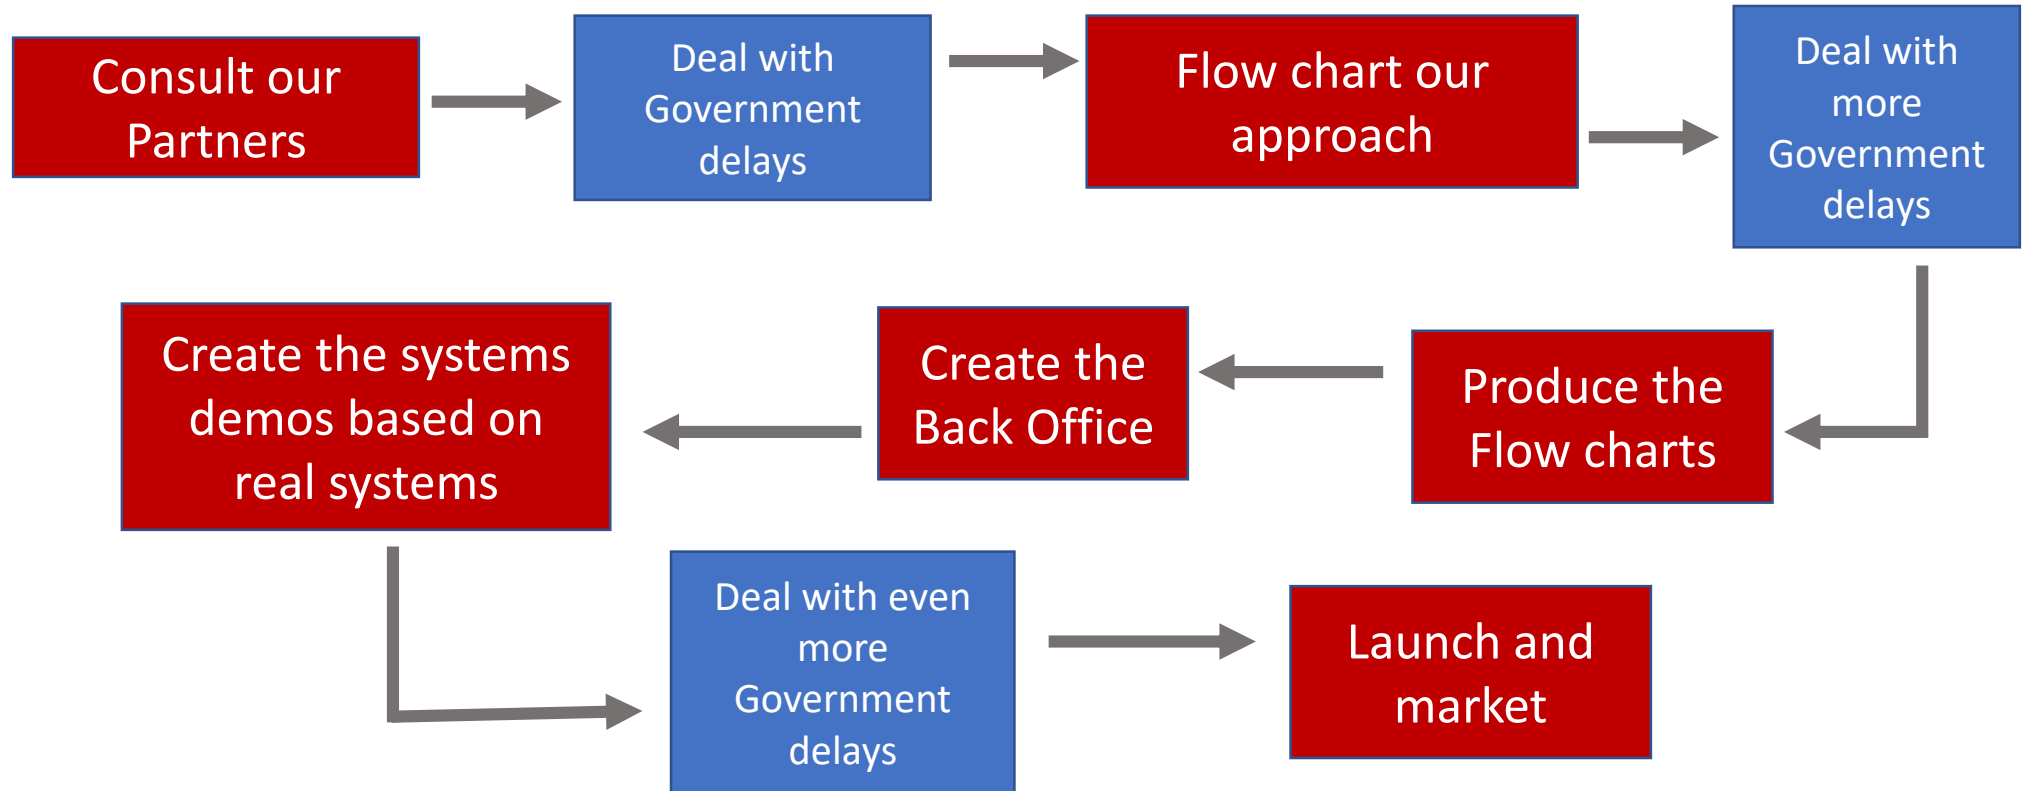 Consult our
Partners
Deal with
Government
delays
Flow chart our
approach
Deal with
more
Government
delays
Produce the
Flow charts
Create the
Back Office
Create the systems
demos based on
real systems
Deal with even
more
Government
delays
Launch and
market